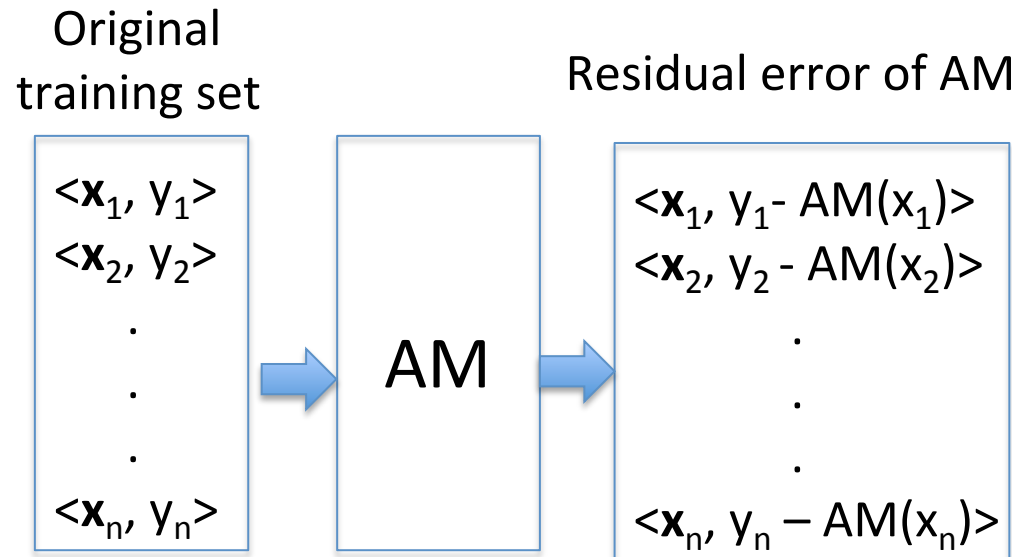 Original
training set
<x₁, y₁>
<x₂, y₂>
.
.
.
<xₙ, yₙ>
AM
Residual error of AM
<x₁, y₁- AM(x₁)>
<x₂, y₂ - AM(x₂)>
.
.
.
<xₙ, yₙ – AM(xₙ)>